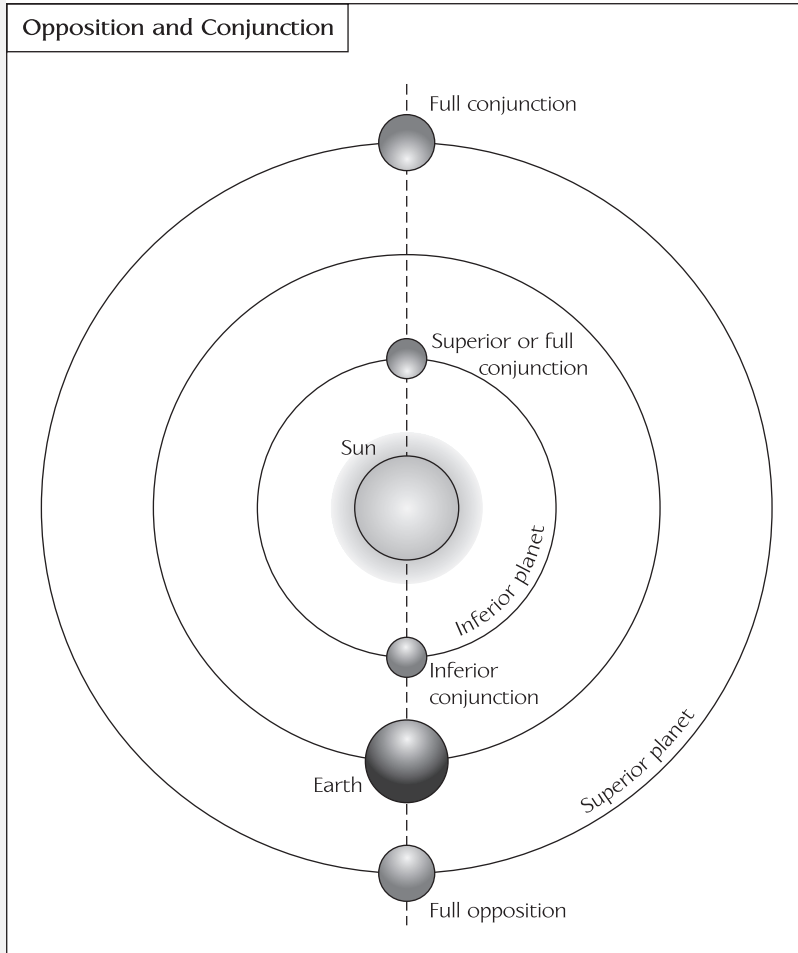 Opposition and Conjunction
Full conjunction
Superior or full
conjunction
Sun
Inferior planet
Inferior
conjunction
Superior planet
Earth
Full opposition